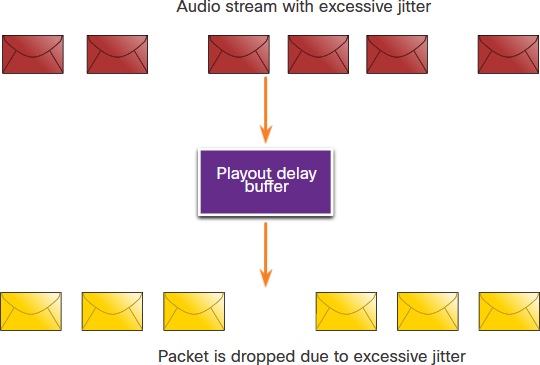 Audio stream with excessive jitter
Playout delay
buffer
Packet is dropped due to excessive jitter